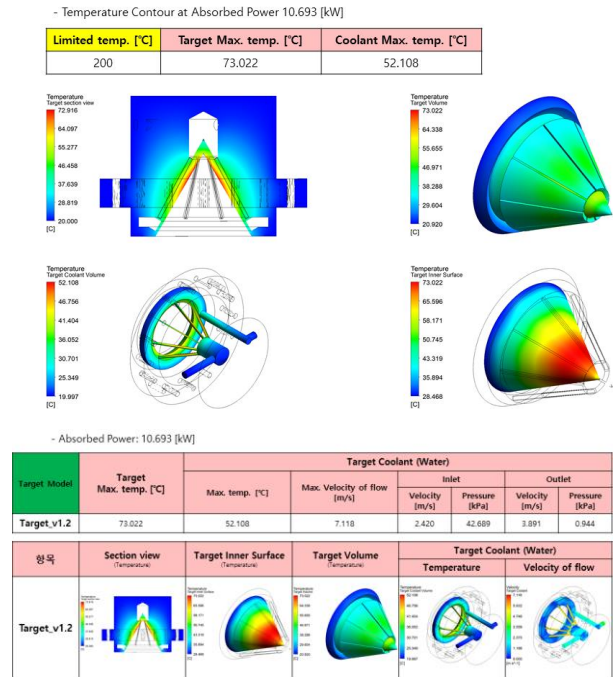 - Temperature Contour at Absorbed Power 10.693 [kW]
Limited temp. [℃] Target Max. temp. [℃] Coolant Max. temp. [℃]
200 73.022 52.108
Temperature
Target section view
72.916
64.097
55.277
46.458
37.639
28.819
20.000
[C]
Temperature
Target Volume
73.022
64.338
55.655
46.971
38.288
29.604
20.920
[C]
Temperature
Target Coolant Volume
52.108
46.756
41.404
36.052
30.701
25.349
19.997
[C]
Temperature
Target Inner Surface
73.022
65.596
58.171
50.745
43.319
35.894
28.468
[C]
- Absorbed Power: 10.693 [kW]
Target Model
Target
Max. temp. [℃]
Target Coolant (Water)
Max. temp. [℃]
Max. Velocity of flow
[m/s]
Inlet
Outlet
Velocity
[m/s]
Pressure
[kPa]
Velocity
[m/s]
Pressure
[kPa]
Target_v1.2 73.022 52.108 7.118 2.420 42.689 3.891 0.944
항목
Section view
(Temperature)
Target Inner Surface
(Temperature)
Target Volume
(Temperature)
Target Coolant (Water)
Temperature
Velocity of flow
Target_v1.2